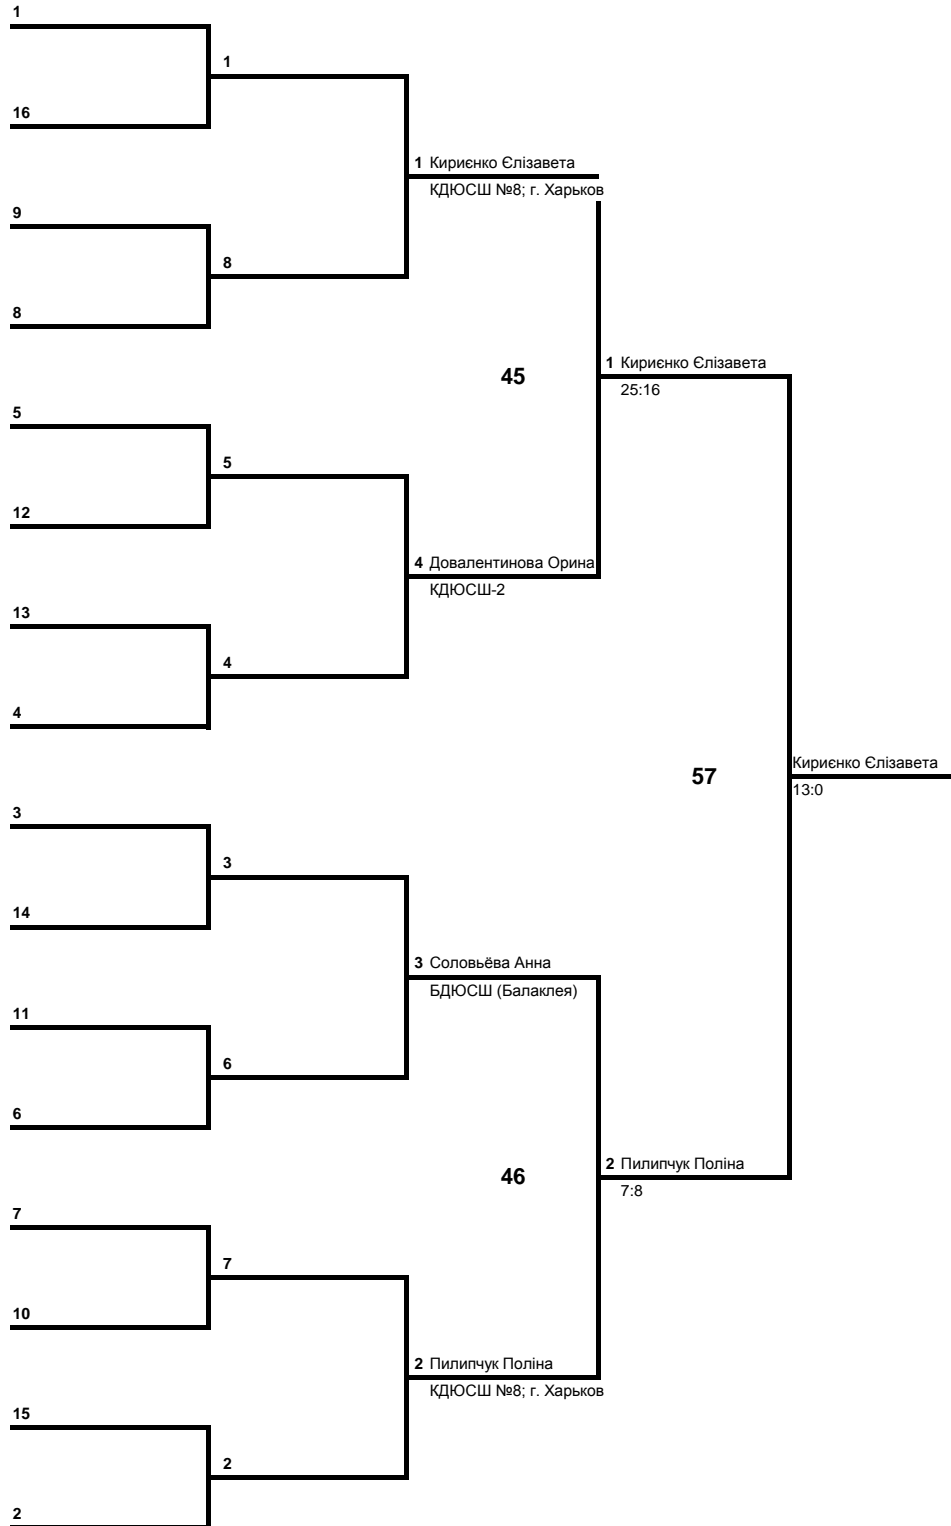 1
1
16
1 Кириєнко Єлізавета
КДЮСШ №8; г. Харьков
9
8
8
1 Кириєнко Єлізавета
45
25:16
5
5
12
4 Довалентинова Орина
КДЮСШ-2
13
4
4
Кириєнко Єлізавета
57
13:0
3
3
14
3 Соловьёва Анна
БДЮСШ (Балаклея)
11
6
6
2 Пилипчук Поліна
46
7:8
7
7
10
2 Пилипчук Поліна
КДЮСШ №8; г. Харьков
15
2
2